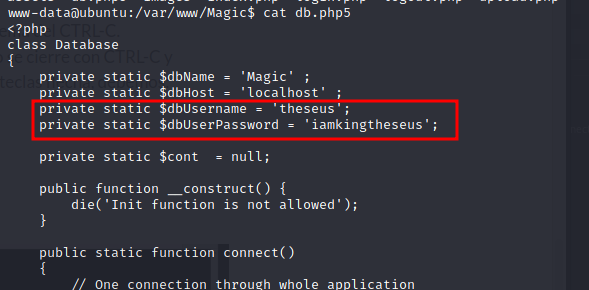 www-data@ubuntu:/var/www/Magic$ cat db.php5
<?php
class Database
{
    private static $dbName = 'Magic' ;
    private static $dbHost = 'localhost' ;
    private static $dbUsername = 'theseus';
    private static $dbUserPassword = 'iamkingtheseus';

    private static $cont  = null;

    public function __construct() {
        die('Init function is not allowed');
    }

    public static function connect()
    {
        // One connection through whole application